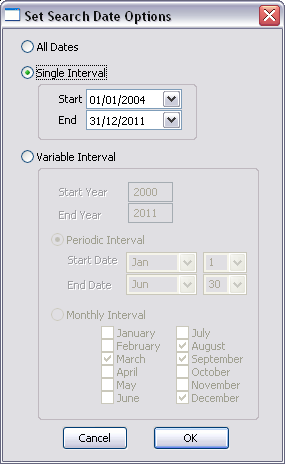 Set Search Date Options
All Dates
Single Interval
Start 01/01/2004
End 31/12/2011
Variable Interval
Start Year 2000
End Year 2011
Periodic Interval
Start Date Jan 1
End Date Jun 30
Monthly Interval
January July
February August
March September
April October
May November
June December
Cancel OK